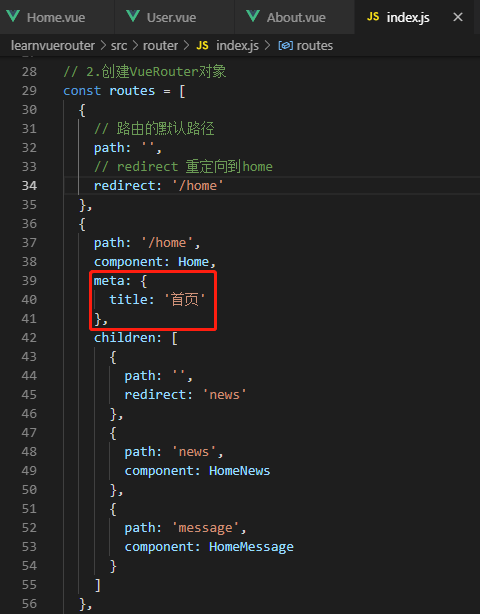 Home.vue User.vue About.vue JS index.js ×
learnvuerouter > src > router > JS index.js > routes
28 // 2.创建VueRouter对象
29 const routes = [
30 {
31 // 路由的默认路径
32 path: '',
33 // redirect 重定向到home
34 redirect: '/home'
35 },
36 {
37 path: '/home',
38 component: Home,
39 meta: {
40 title: '首页'
41 },
42 children: [
43 {
44 path: '',
45 redirect: 'news'
46 },
47 {
48 path: 'news',
49 component: HomeNews
50 },
51 {
52 path: 'message',
53 component: HomeMessage
54 }
55 ]
56 },